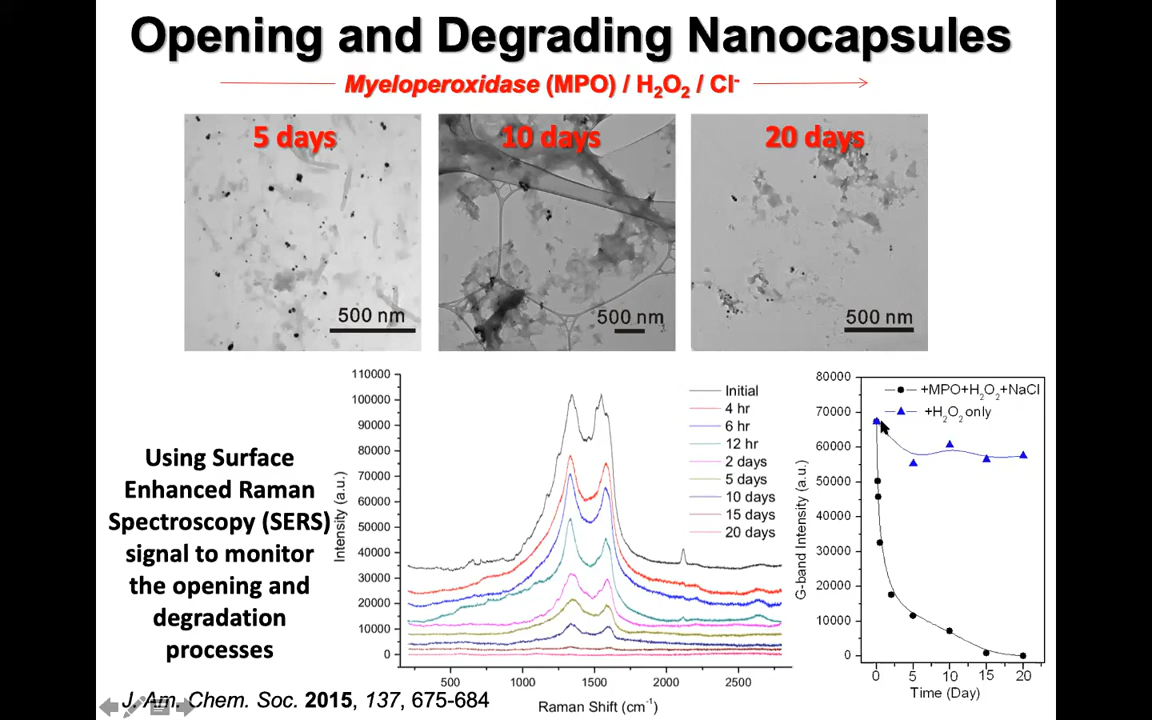 Opening and Degrading Nanocapsules
Myeloperoxidase (MPO) / H₂O₂ / Cl⁻
5 days
500 nm
10 days
500 nm
20 days
500 nm
Using Surface
Enhanced Raman
Spectroscopy (SERS)
signal to monitor
the opening and
degradation
processes
Intensity (a.u.)
110000
100000
90000
80000
70000
60000
50000
40000
30000
20000
10000
0
500
1000
1500
2000
2500
Raman Shift (cm⁻¹)
Initial
4 hr
6 hr
12 hr
2 days
5 days
10 days
15 days
20 days
G-band Intensity (a.u.)
80000
70000
60000
50000
40000
30000
20000
10000
0
+MPO+H₂O₂+NaCl
+H₂O₂ only
0
5
10
15
20
Time (Day)
J. Am. Chem. Soc. 2015, 137, 675-684